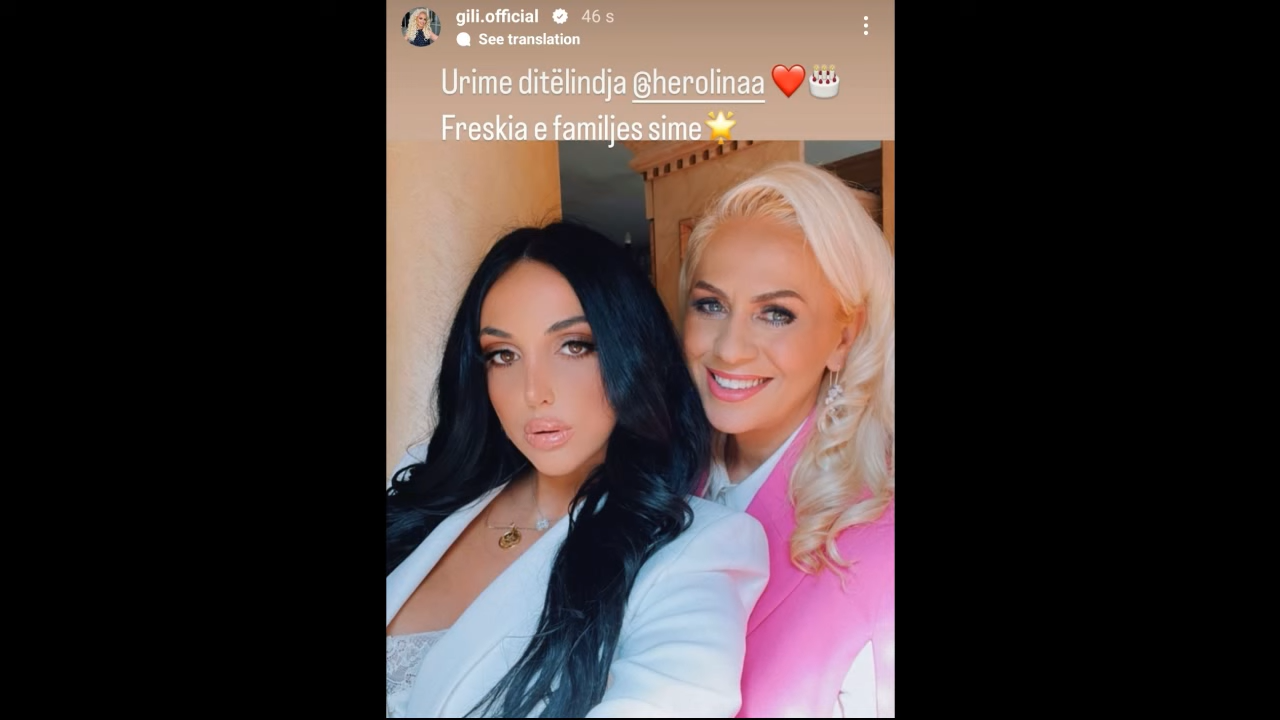 gili.official 46 s
See translation
Urime ditëlindja @herolinaa ❤️🎂
Freskia e familjes sime🌟